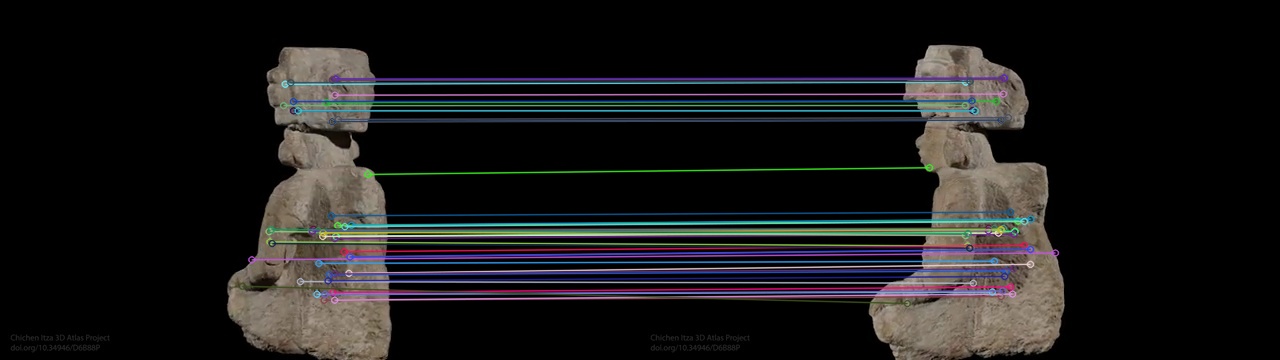 Chichen Itza 3D Atlas Project
doi.org/10.34946/D6B88P
Chichen Itza 3D Atlas Project
doi.org/10.34946/D6B88P